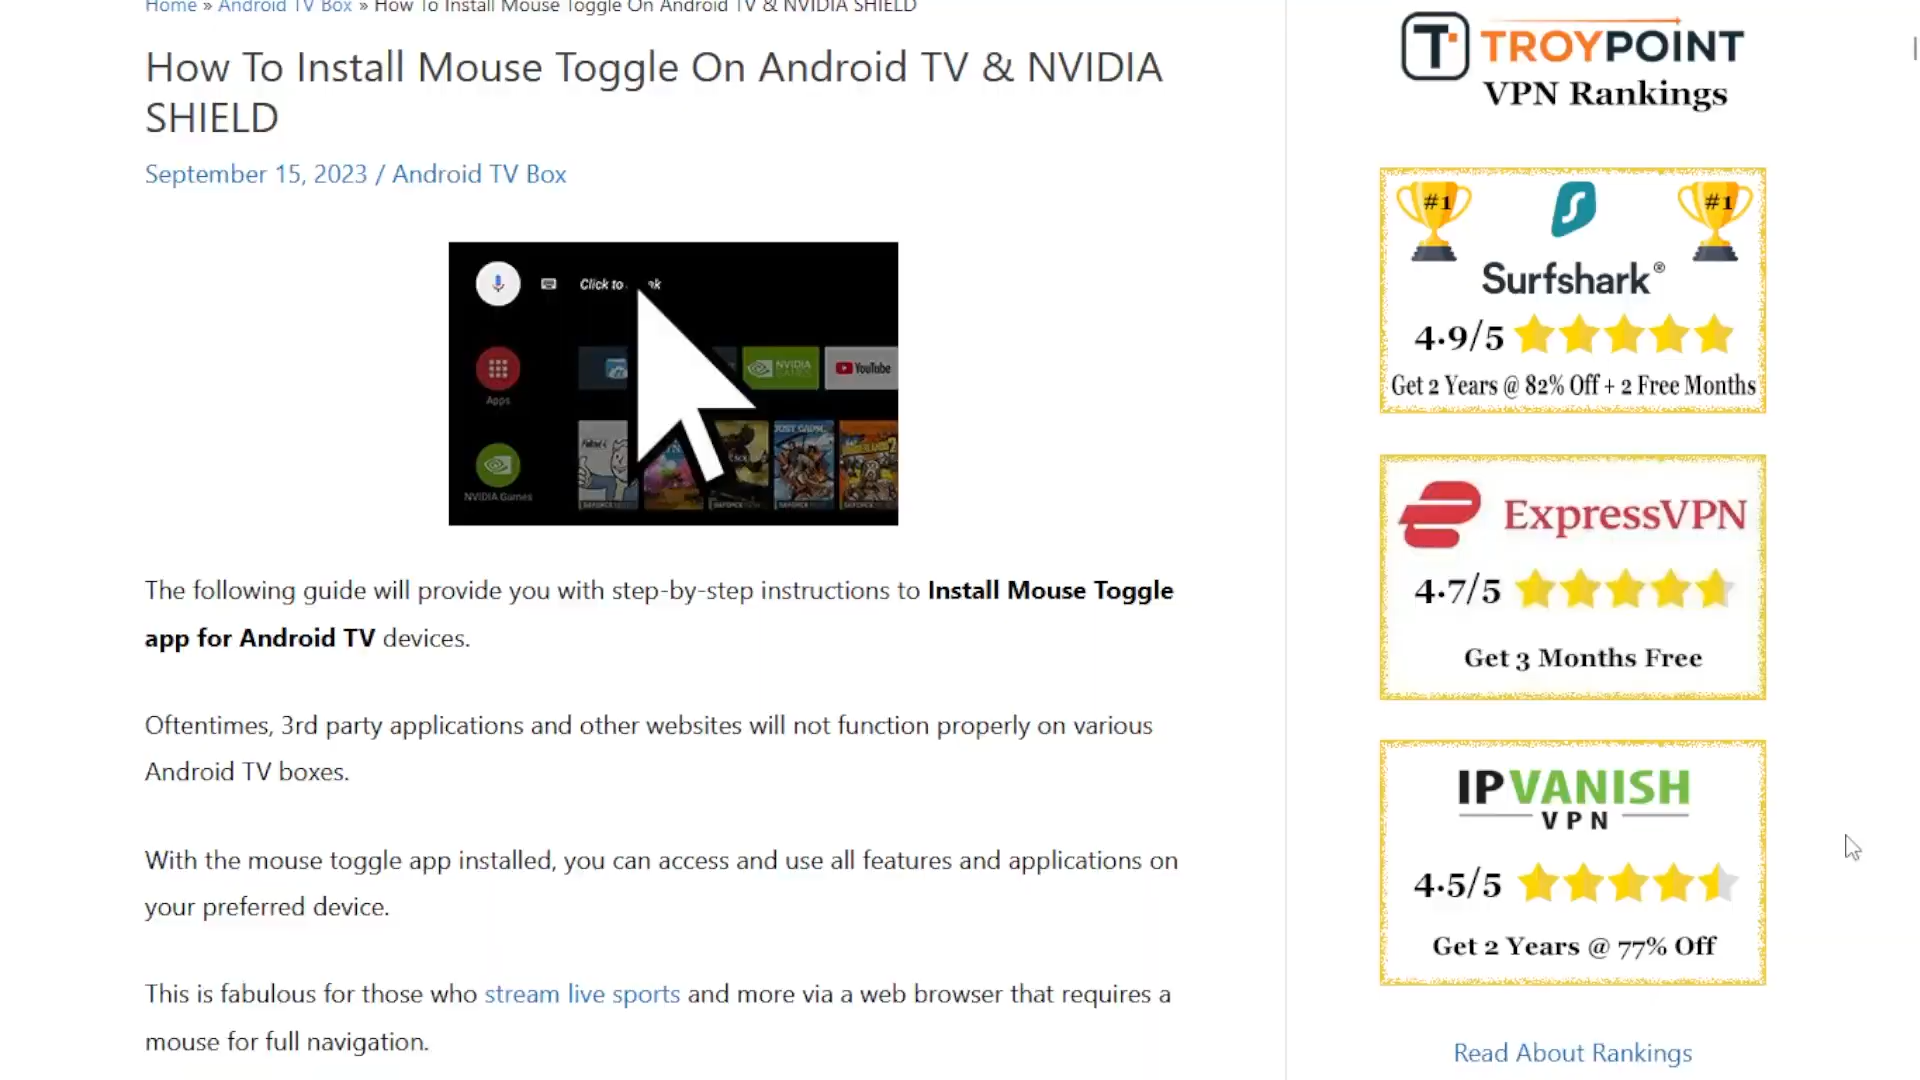 Home » Android TV Box » How To Install Mouse Toggle On Android TV & NVIDIA SHIELD
How To Install Mouse Toggle On Android TV & NVIDIA
SHIELD
September 15, 2023 / Android TV Box
Click to
Apps
NVIDIA
YouTube
JUST CAUSE
NVIDIA Games
The following guide will provide you with step-by-step instructions to Install Mouse Toggle
app for Android TV devices.
Oftentimes, 3rd party applications and other websites will not function properly on various
Android TV boxes.
With the mouse toggle app installed, you can access and use all features and applications on
your preferred device.
This is fabulous for those who stream live sports and more via a web browser that requires a
mouse for full navigation.
T TROYPOINT
VPN Rankings
#1
#1
Surfshark®
4.9/5
Get 2 Years @ 82% Off + 2 Free Months
ExpressVPN
4.7/5
Get 3 Months Free
IPVANISH
VPN
4.5/5
Get 2 Years @ 77% Off
Read About Rankings